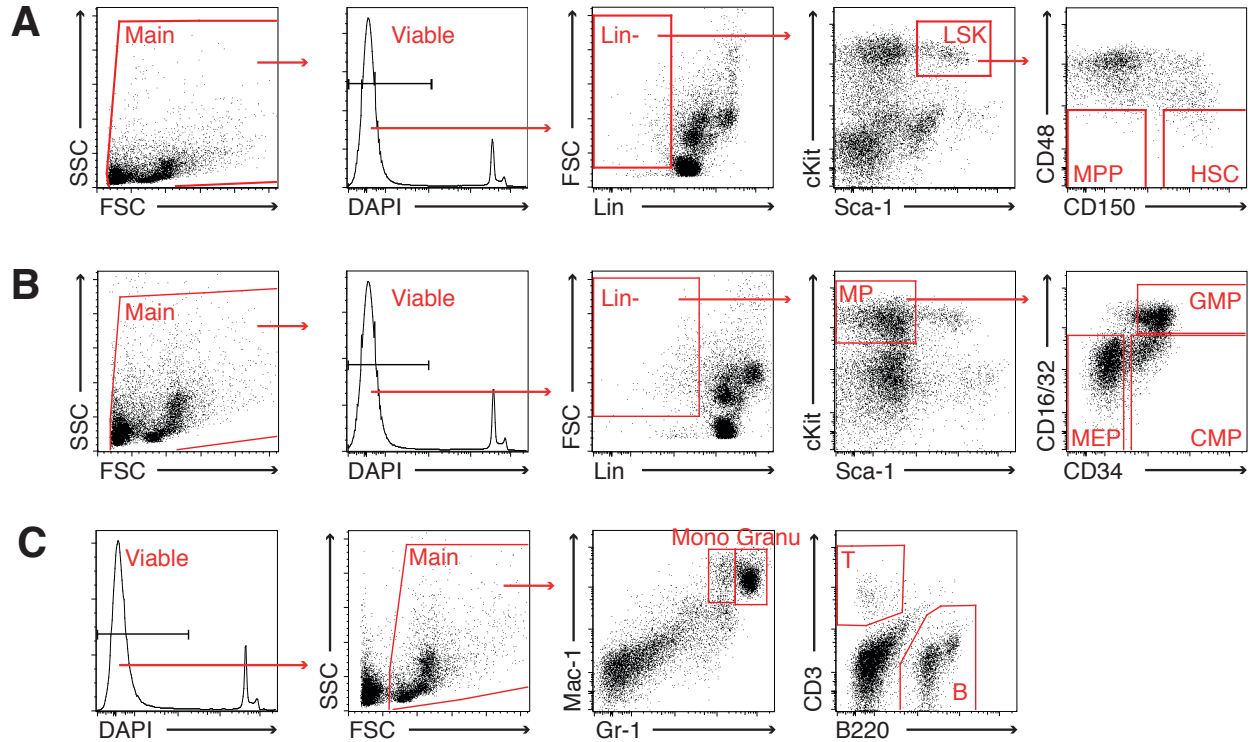 A
SSC
Main
FSC
Viable
DAPI
FSC
Lin-
Lin
cKit
LSK
Sca-1
CD48
MPP
HSC
CD150
B
SSC
Main
FSC
Viable
DAPI
FSC
Lin-
Lin
cKit
MP
Sca-1
CD16/32
GMP
MEP
CMP
CD34
C
Viable
DAPI
SSC
Main
FSC
Mac-1
Mono Granu
Gr-1
CD3
T
B
B220